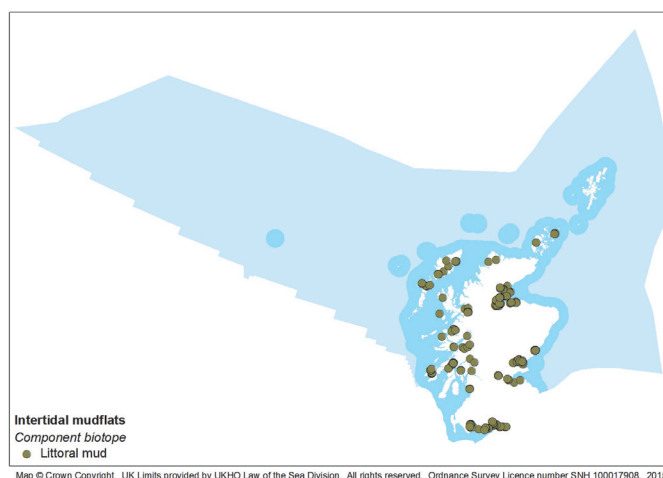 Intertidal mudflats
Component biotope
Littoral mud
Map © Crown Copyright. UK Limits provided by UKHO Law of the Sea Division. All rights reserved. Ordnance Survey Licence number SNH 100017908